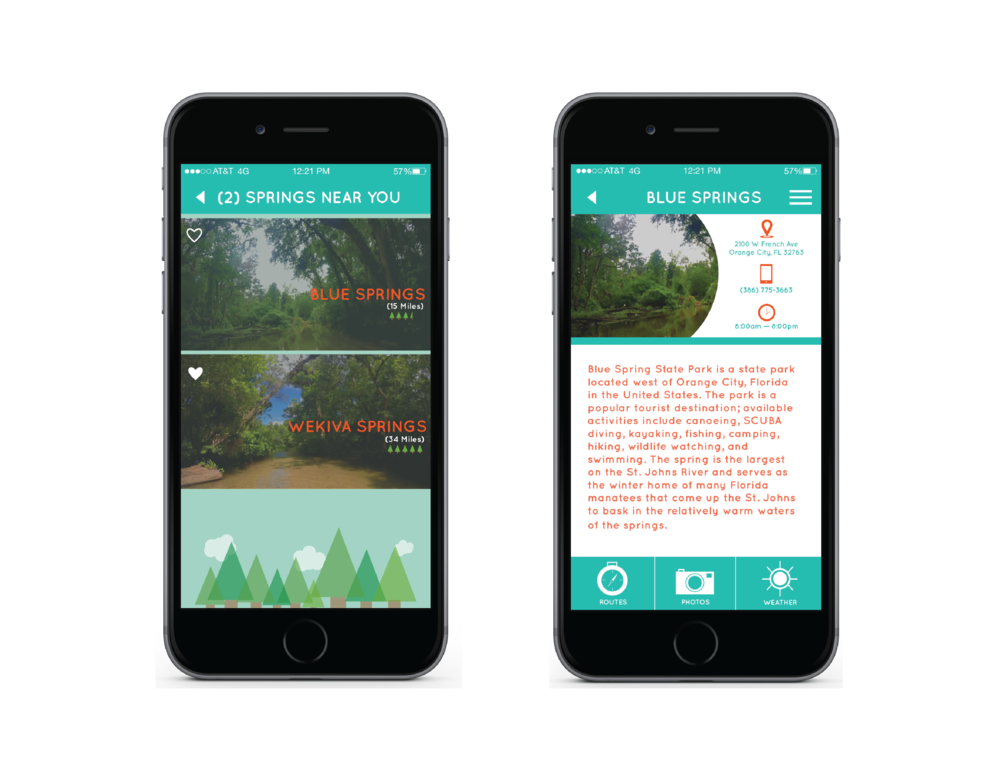 AT&T 4G 12:21 PM 57%
(2) SPRINGS NEAR YOU
BLUE SPRINGS
(15 Miles)
WEKIVA SPRINGS
(34 Miles)
AT&T 4G 12:21 PM 57%
BLUE SPRINGS
2100 W French Ave
Orange City, FL 32763
(386) 775-3663
8:00am — 8:00pm
Blue Spring State Park is a state park
located west of Orange City, Florida
in the United States. The park is a
popular tourist destination; available
activities include canoeing, SCUBA
diving, kayaking, fishing, camping,
hiking, wildlife watching, and
swimming. The spring is the largest
on the St. Johns River and serves as
the winter home of many Florida
manatees that come up the St. Johns
to bask in the relatively warm waters
of the springs.
ROUTES
PHOTOS
WEATHER